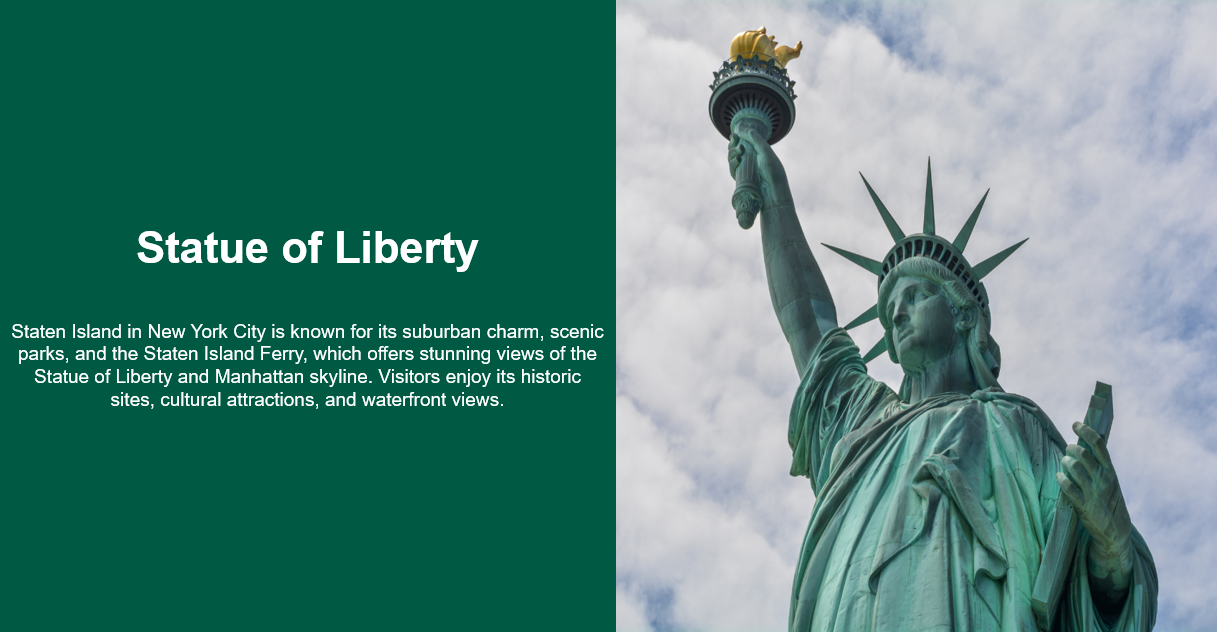 Statue of Liberty
Staten Island in New York City is known for its suburban charm, scenic
parks, and the Staten Island Ferry, which offers stunning views of the
Statue of Liberty and Manhattan skyline. Visitors enjoy its historic
sites, cultural attractions, and waterfront views.